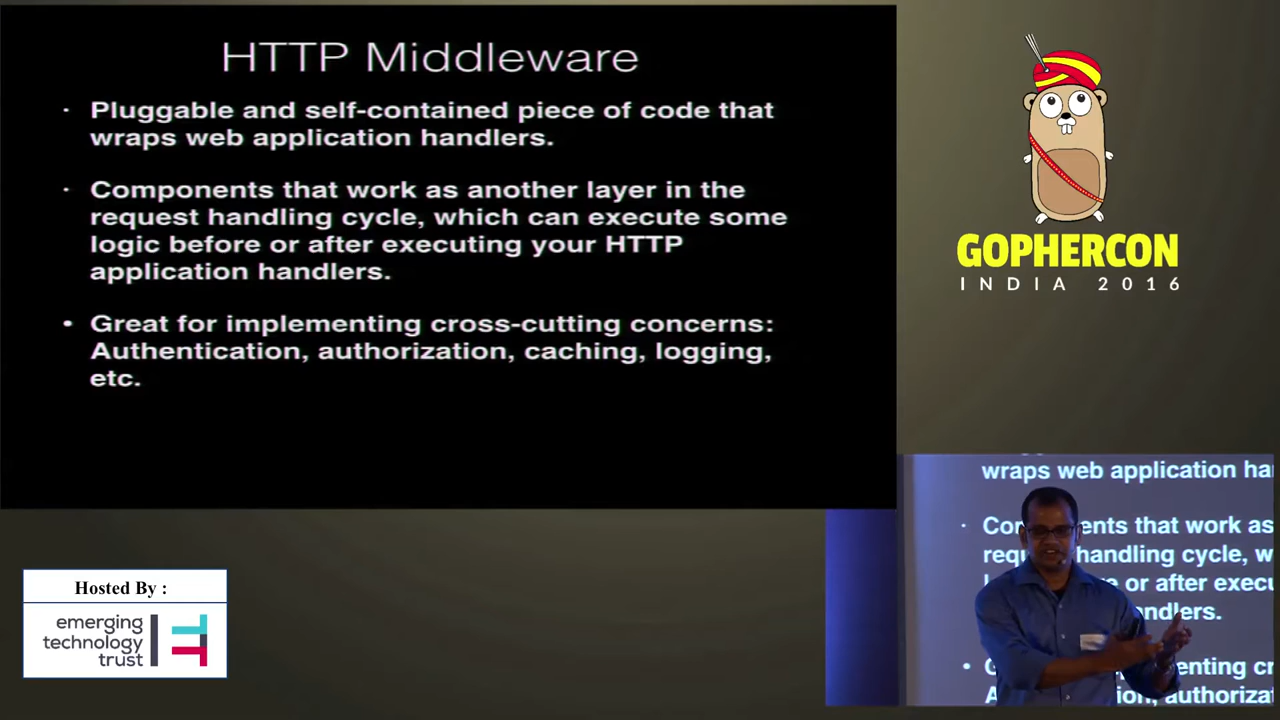 HTTP Middleware
· Pluggable and self-contained piece of code that
wraps web application handlers.
· Components that work as another layer in the
request handling cycle, which can execute some
logic before or after executing your HTTP
application handlers.
• Great for implementing cross-cutting concerns:
Authentication, authorization, caching, logging,
etc.
GOPHERCON
INDIA 2016
wraps web application ha
· Components that work as
handling cycle, w
or after execu
andlers.
enting cr
ion, authorizat
Hosted By :
emerging
technology
trust